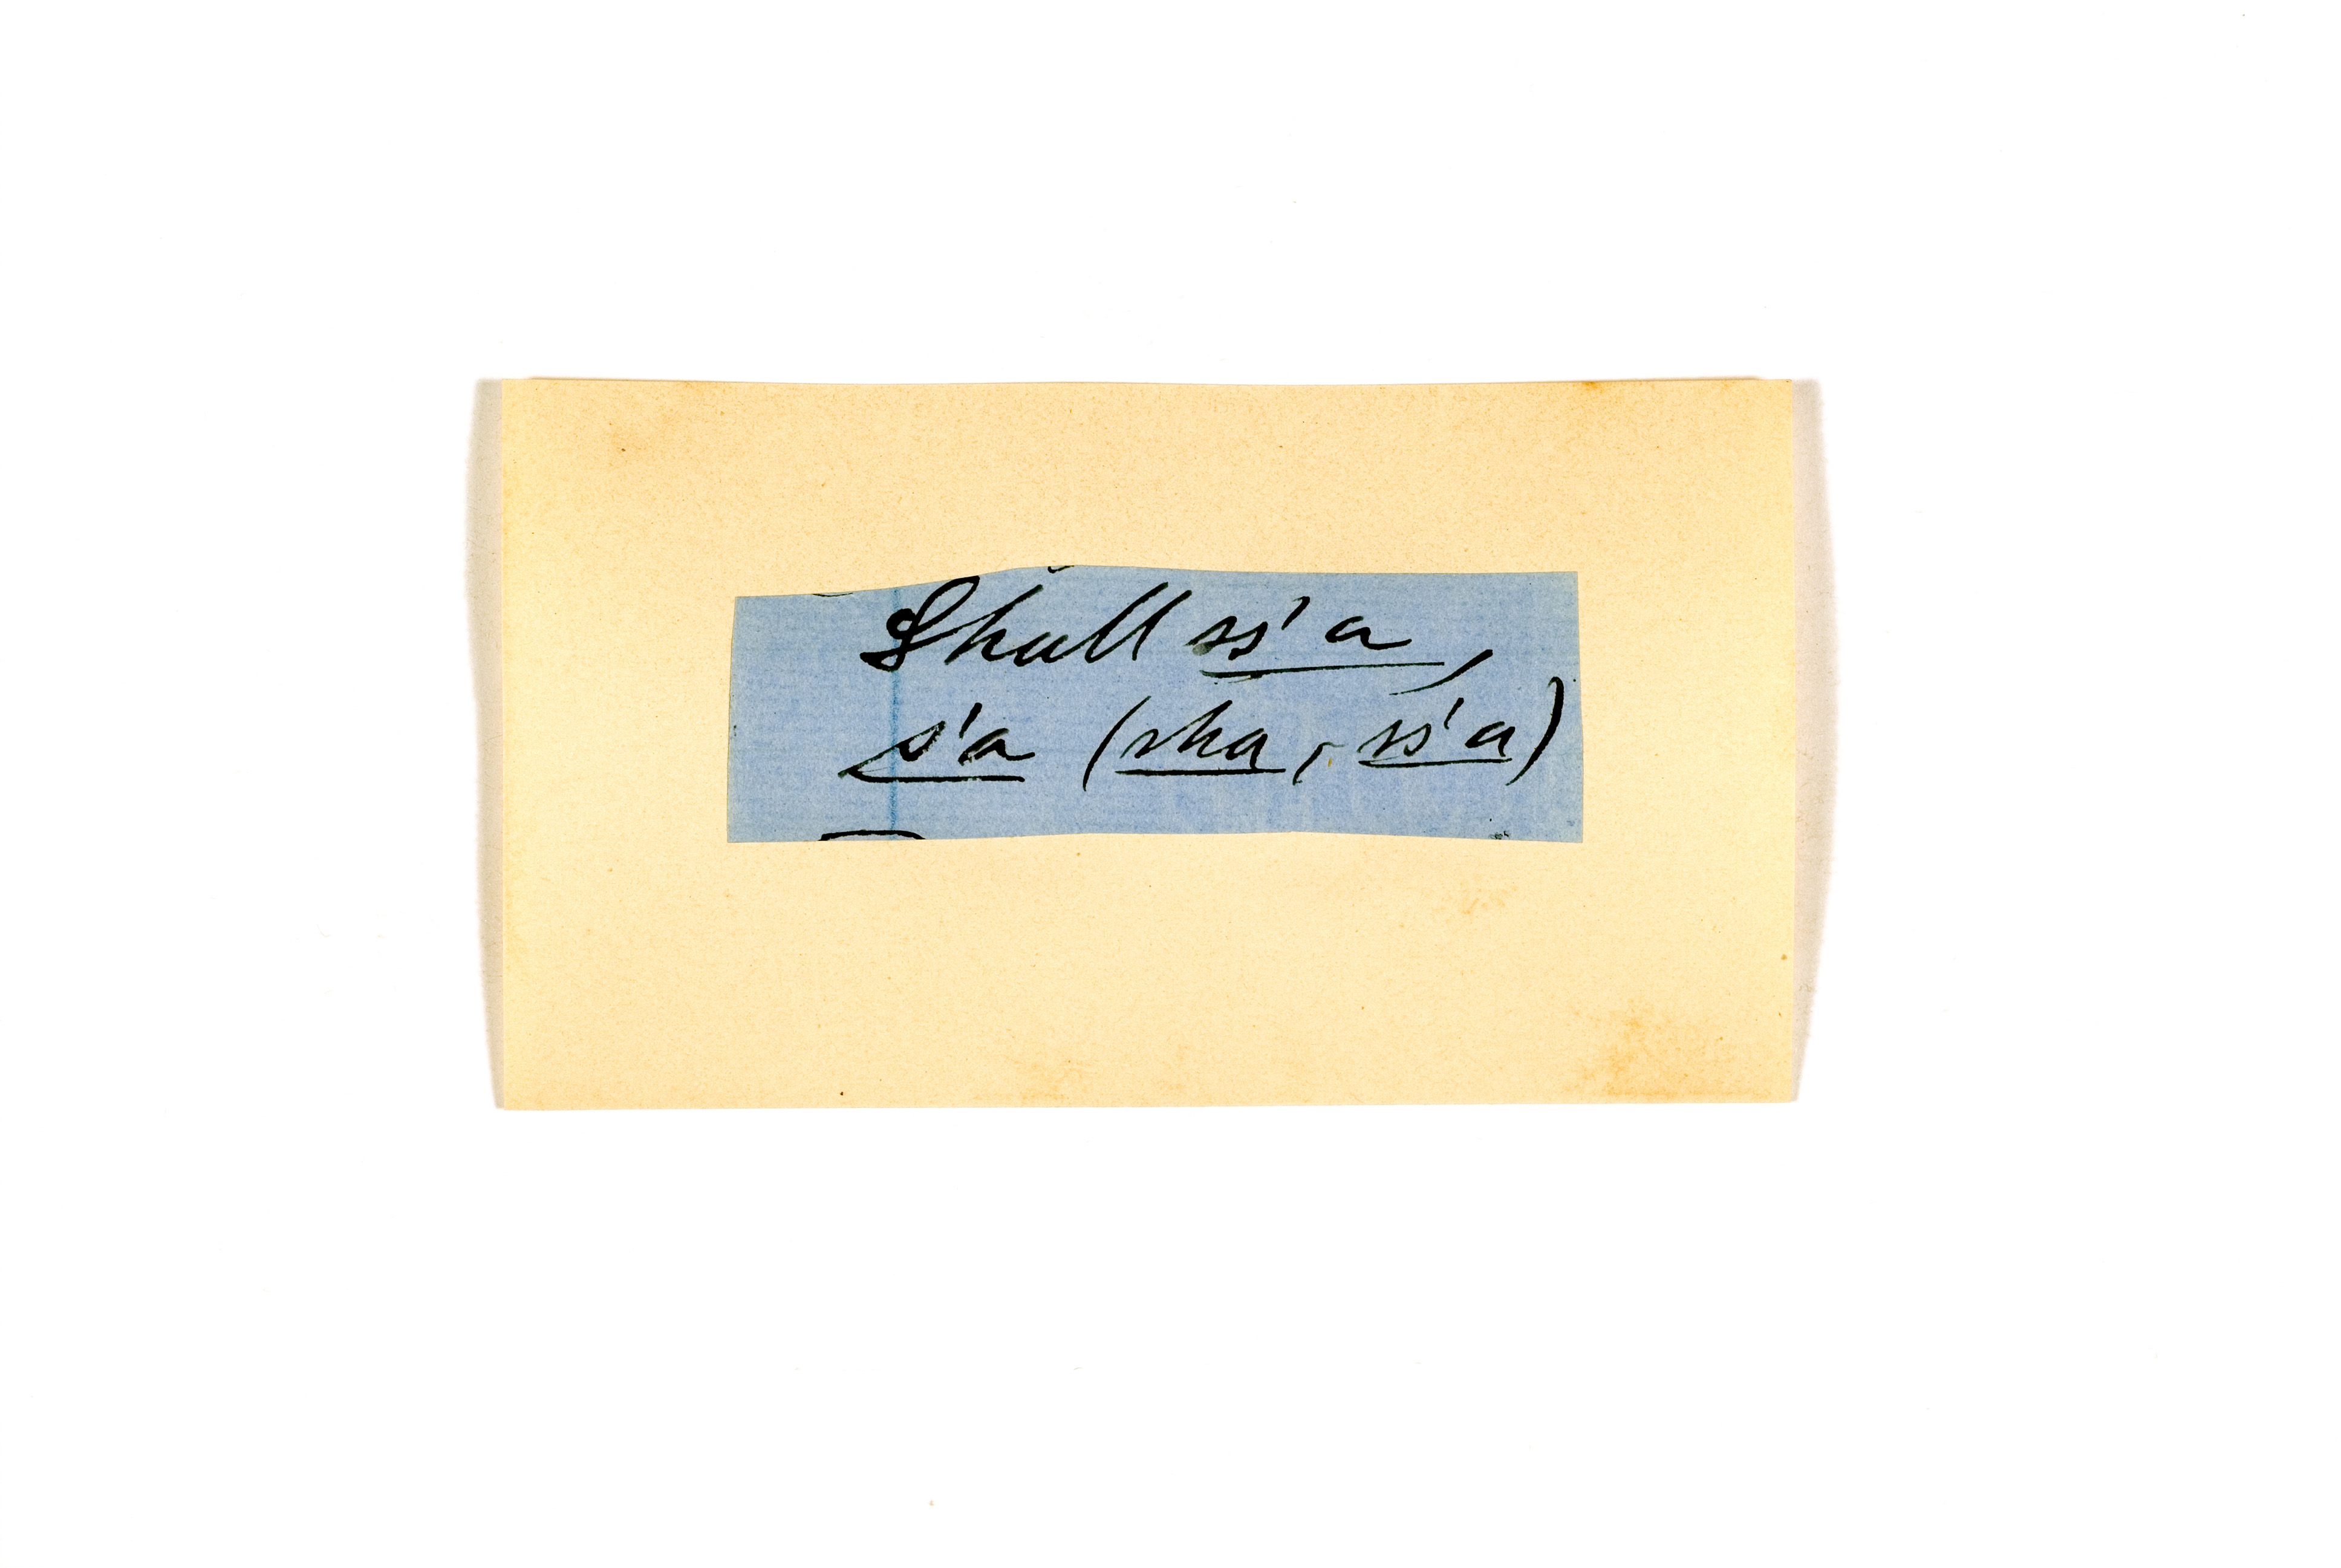 Shall ss'a,
s'a (sha, ss'a)